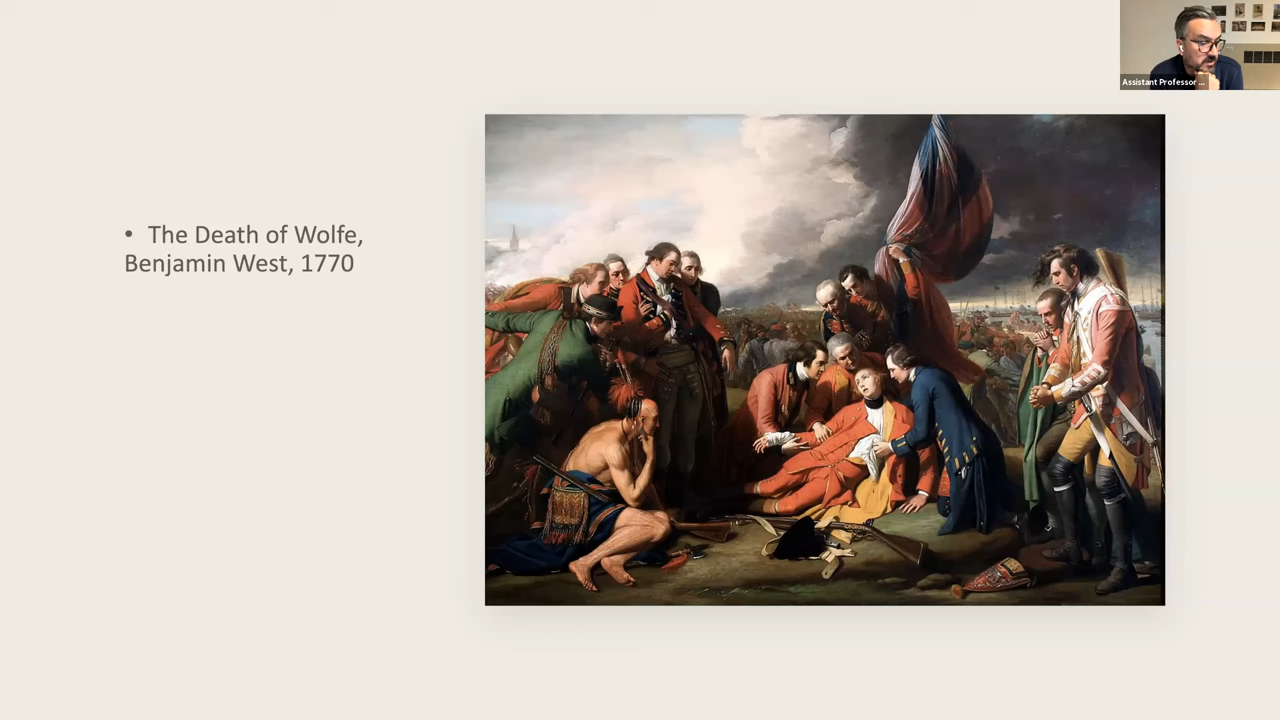 Assistant Professor ...
• The Death of Wolfe,
Benjamin West, 1770